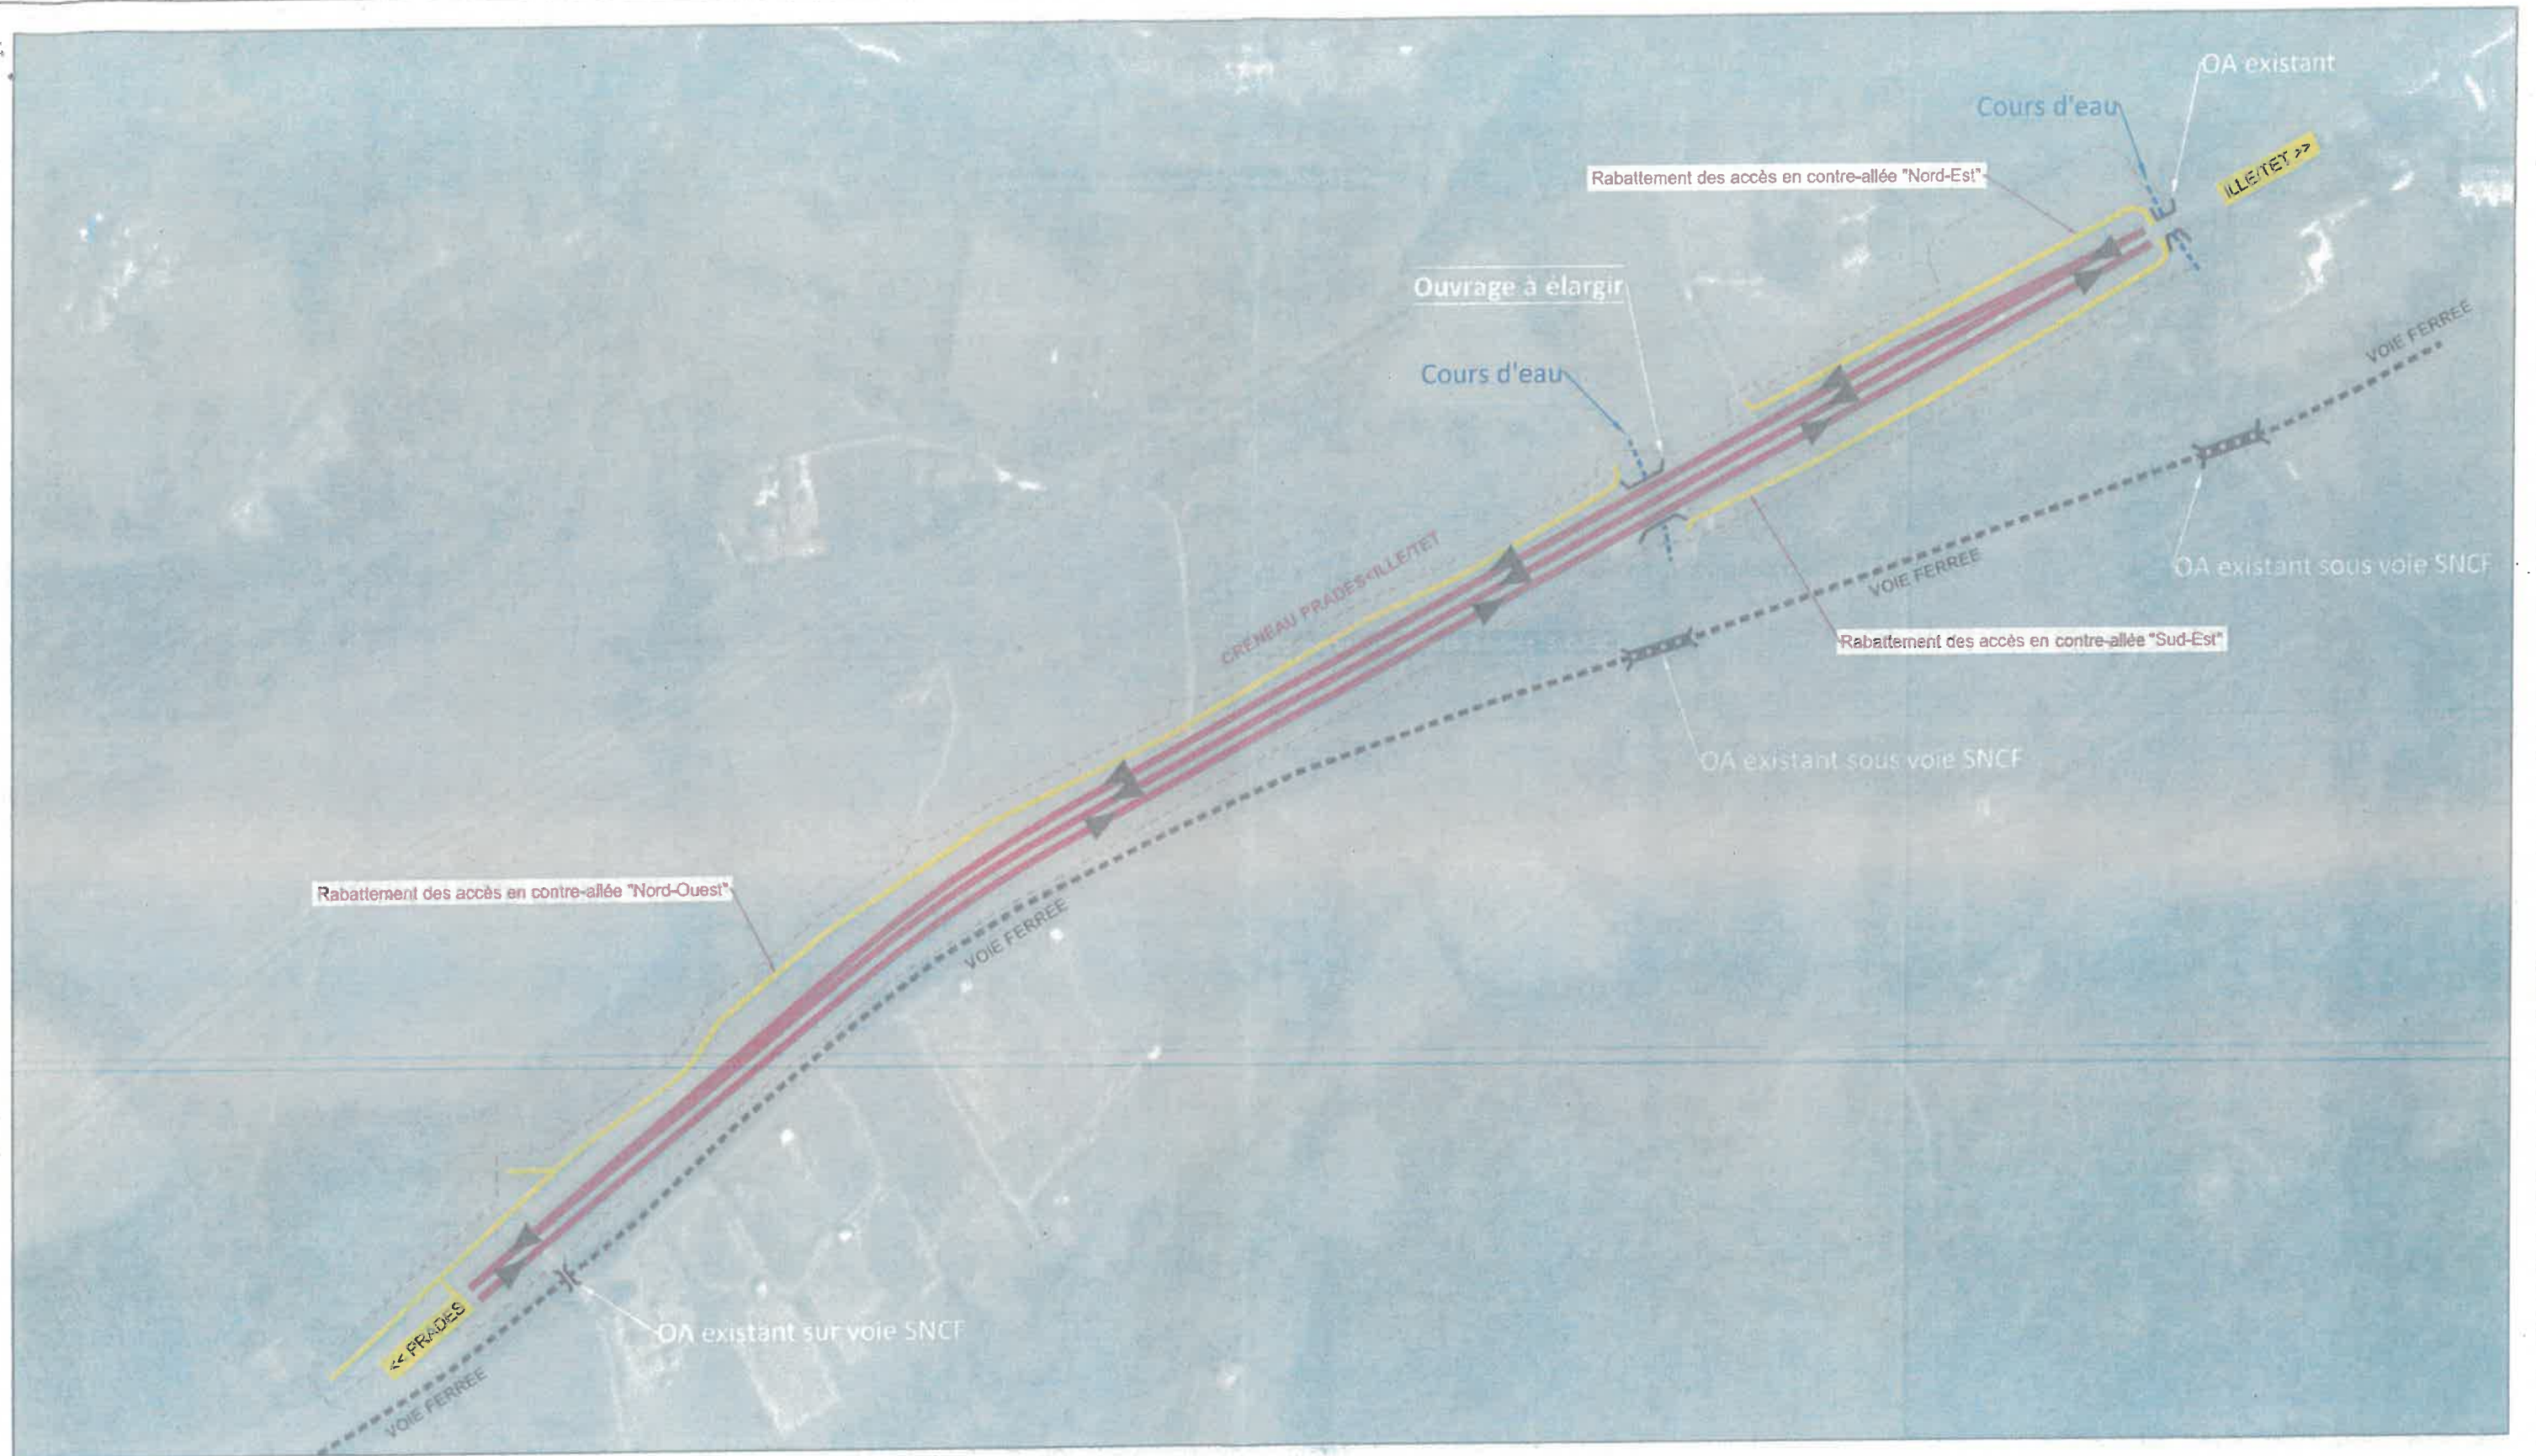 OA existant
Cours d'eau
ILLE/TET >>
Rabattement des accès en contre-allée "Nord-Est"
Ouvrage à élargir
Cours d'eau
VOIE FERREE
CRENEAU PRADES<ILLE/TET
OA existant sous voie SNCF
VOIE FERREE
Rabattement des accès en contre-allée "Sud-Est"
OA existant sous voie SNCF
Rabattement des accès en contre-allée "Nord-Ouest"
VOIE FERREE
<< PRADES
OA existant sur voie SNCF
VOIE FERREE